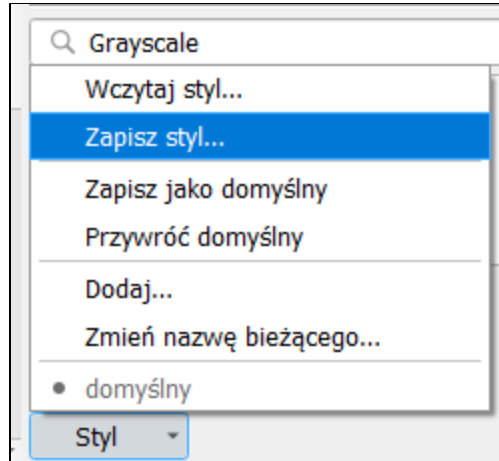 Grayscale
Wczytaj styl...
Zapisz styl...
Zapisz jako domyślny
Przywróć domyślny
Dodaj...
Zmień nazwę bieżącego...
domyślny
Styl